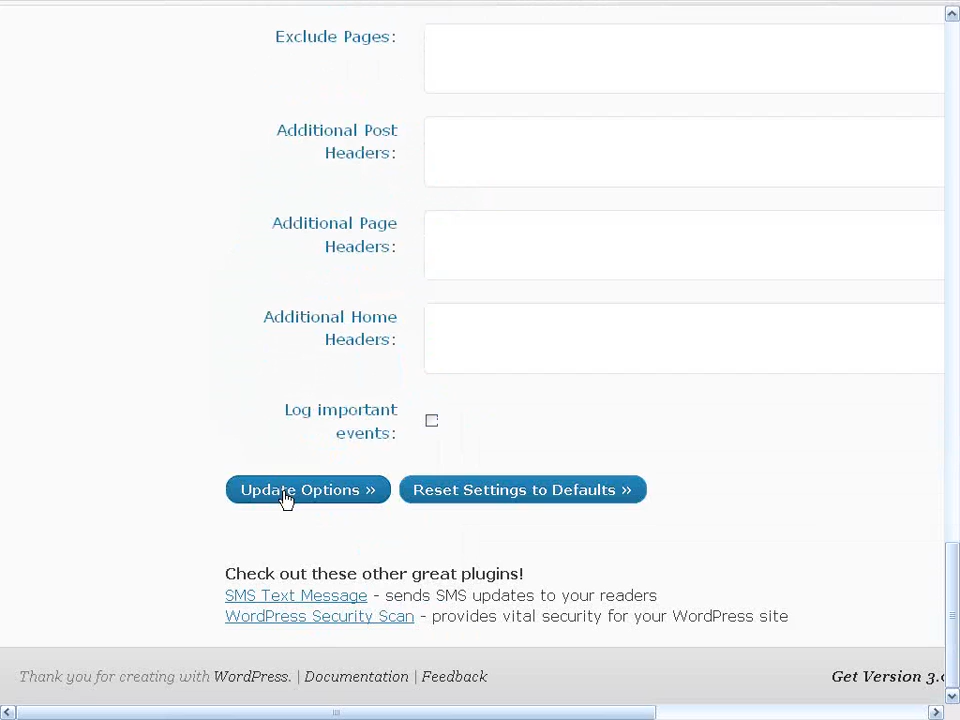 Exclude Pages:
Additional Post
Headers:
Additional Page
Headers:
Additional Home
Headers:
Log important
events:
Update Options »
Reset Settings to Defaults »
Check out these other great plugins!
SMS Text Message - sends SMS updates to your readers
WordPress Security Scan - provides vital security for your WordPress site
Thank you for creating with WordPress. | Documentation | Feedback
Get Version 3.